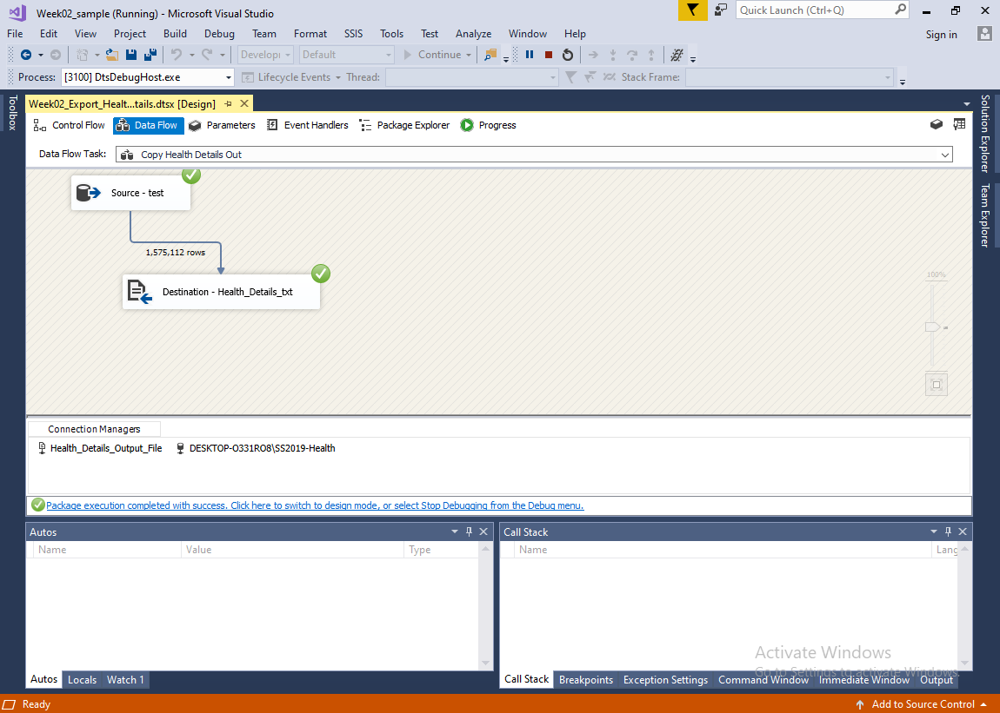 Week02_sample (Running) - Microsoft Visual Studio
Quick Launch (Ctrl+Q)
File Edit View Project Build Debug Team Format SSIS Tools Test Analyze Window Help
Sign in
Develop Default Continue
Process: [3100] DtsDebugHost.exe Lifecycle Events Thread: Stack Frame:
Toolbox
Week02_Export_Healt...tails.dtsx [Design]
Control Flow Data Flow Parameters Event Handlers Package Explorer Progress
Data Flow Task: Copy Health Details Out
Solution Explorer
Team Explorer
Source - test
1,575,112 rows
Destination - Health_Details_txt
100%
Connection Managers
Health_Details_Output_File DESKTOP-O331RO8\SS2019-Health
Package execution completed with success. Click here to switch to design mode, or select Stop Debugging from the Debug menu.
Autos
Name Value Type
Call Stack
Name Lang
Activate Windows
Go to Settings to activate Windows.
Autos Locals Watch 1
Call Stack Breakpoints Exception Settings Command Window Immediate Window Output
Ready
Add to Source Control